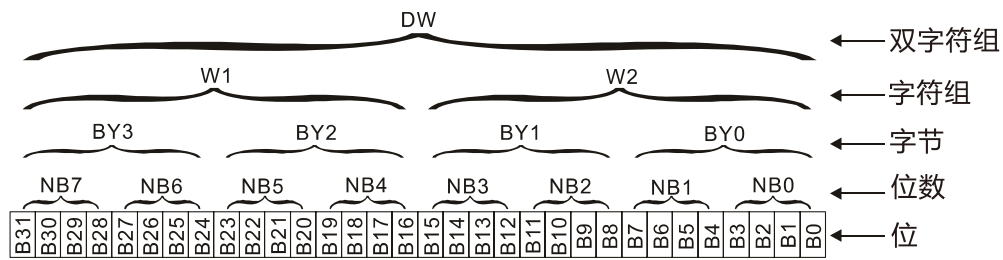 DW 双字符组
W1 W2 字符组
BY3 BY2 BY1 BY0 字节
NB7 NB6 NB5 NB4 NB3 NB2 NB1 NB0 位数
B31 B30 B29 B28 B27 B26 B25 B24 B23 B22 B21 B20 B19 B18 B17 B16 B15 B14 B13 B12 B11 B10 B9 B8 B7 B6 B5 B4 B3 B2 B1 B0 位